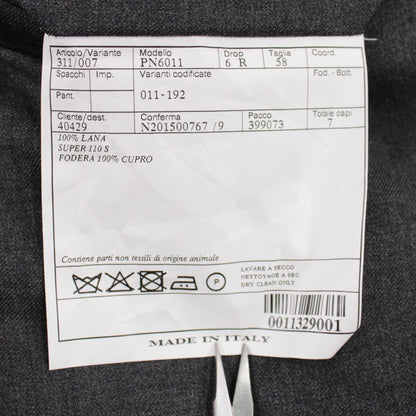 Articolo/Variante Modello Drop Taglia Coord.
311/007 PN6011 6 R 58
Spacchi Imp. Varianti codificate Fod. - Bott.
Pant. 011-192
Cliente/dest. Conferma Pacco Totale capi
40429 N201500767 /9 399073 7
100% LANA
SUPER 110 S
FODERA 100% CUPRO
Contiene parti non tessili di origine animale
P
LAVARE A SECCO
NETTOYAGE A SEC
DRY CLEAN ONLY
0011329001
MADE IN ITALY